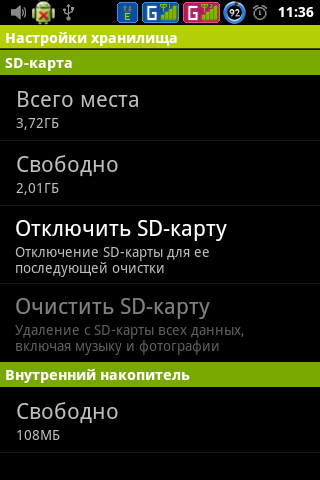 E G G 92 11:36
Настройки хранилища
SD-карта
Всего места
3,72ГБ
Свободно
2,01ГБ
Отключить SD-карту
Отключение SD-карты для ее
последующей очистки
Очистить SD-карту
Удаление с SD-карты всех данных,
включая музыку и фотографии
Внутренний накопитель
Свободно
108МБ